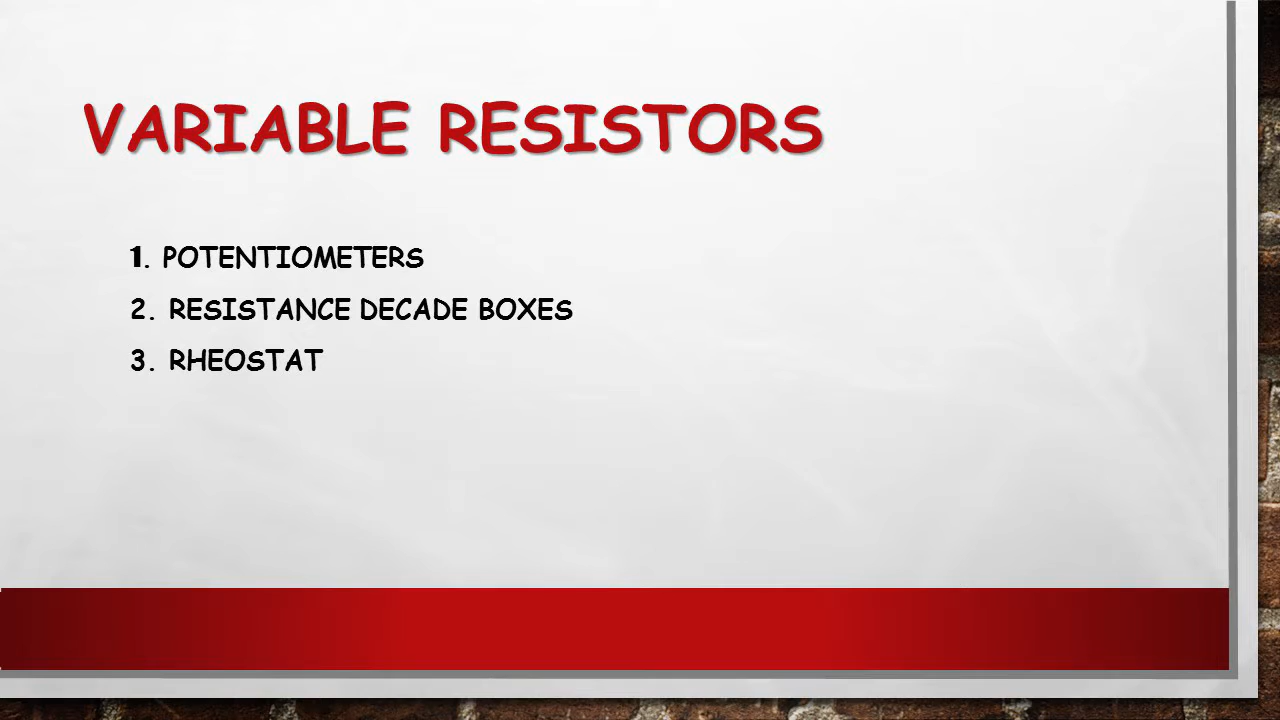 VARIABLE RESISTORS
1. POTENTIOMETERS
2. RESISTANCE DECADE BOXES
3. RHEOSTAT